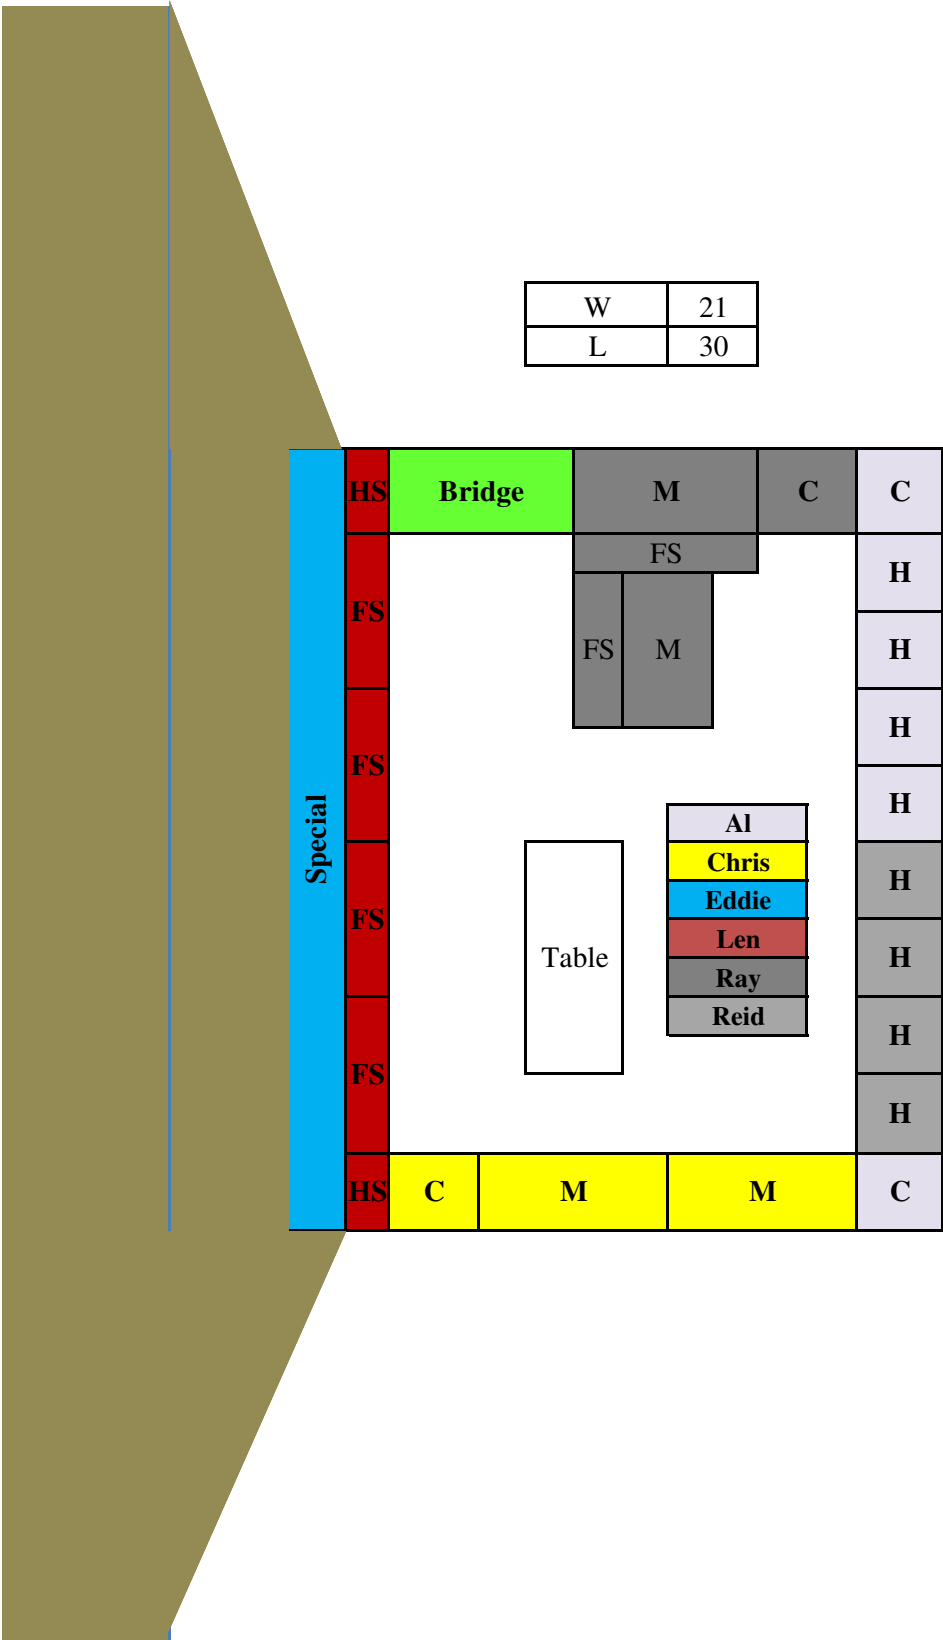 W 21
L 30
HS Bridge M C C
FS
H
FS
FS M
H
H
FS
H
Special
Al
Chris
Eddie
Len
Ray
Reid
Table
H
FS
H
H
FS
H
HS C M M C